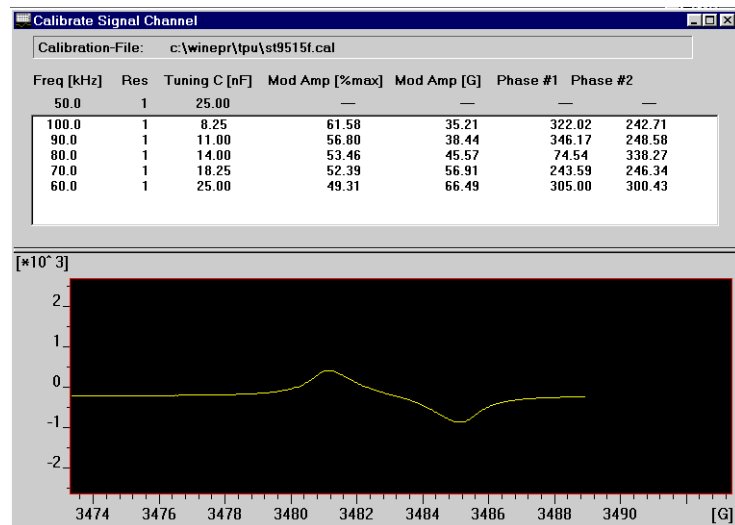 Calibrate Signal Channel
Calibration-File: c:\winepr\tpu\st9515f.cal
Freq [kHz] Res Tuning C [nF] Mod Amp [%max] Mod Amp [G] Phase #1 Phase #2
50.0 1 25.00 — — — —
100.0 1 8.25 61.58 35.21 322.02 242.71
90.0 1 11.00 56.80 38.44 346.17 248.58
80.0 1 14.00 53.46 45.57 74.54 338.27
70.0 1 18.25 52.39 56.91 243.59 246.34
60.0 1 25.00 49.31 66.49 305.00 300.43
[*10^ 3]
2
1
0
-1
-2
3474 3476 3478 3480 3482 3484 3486 3488 3490 [G]